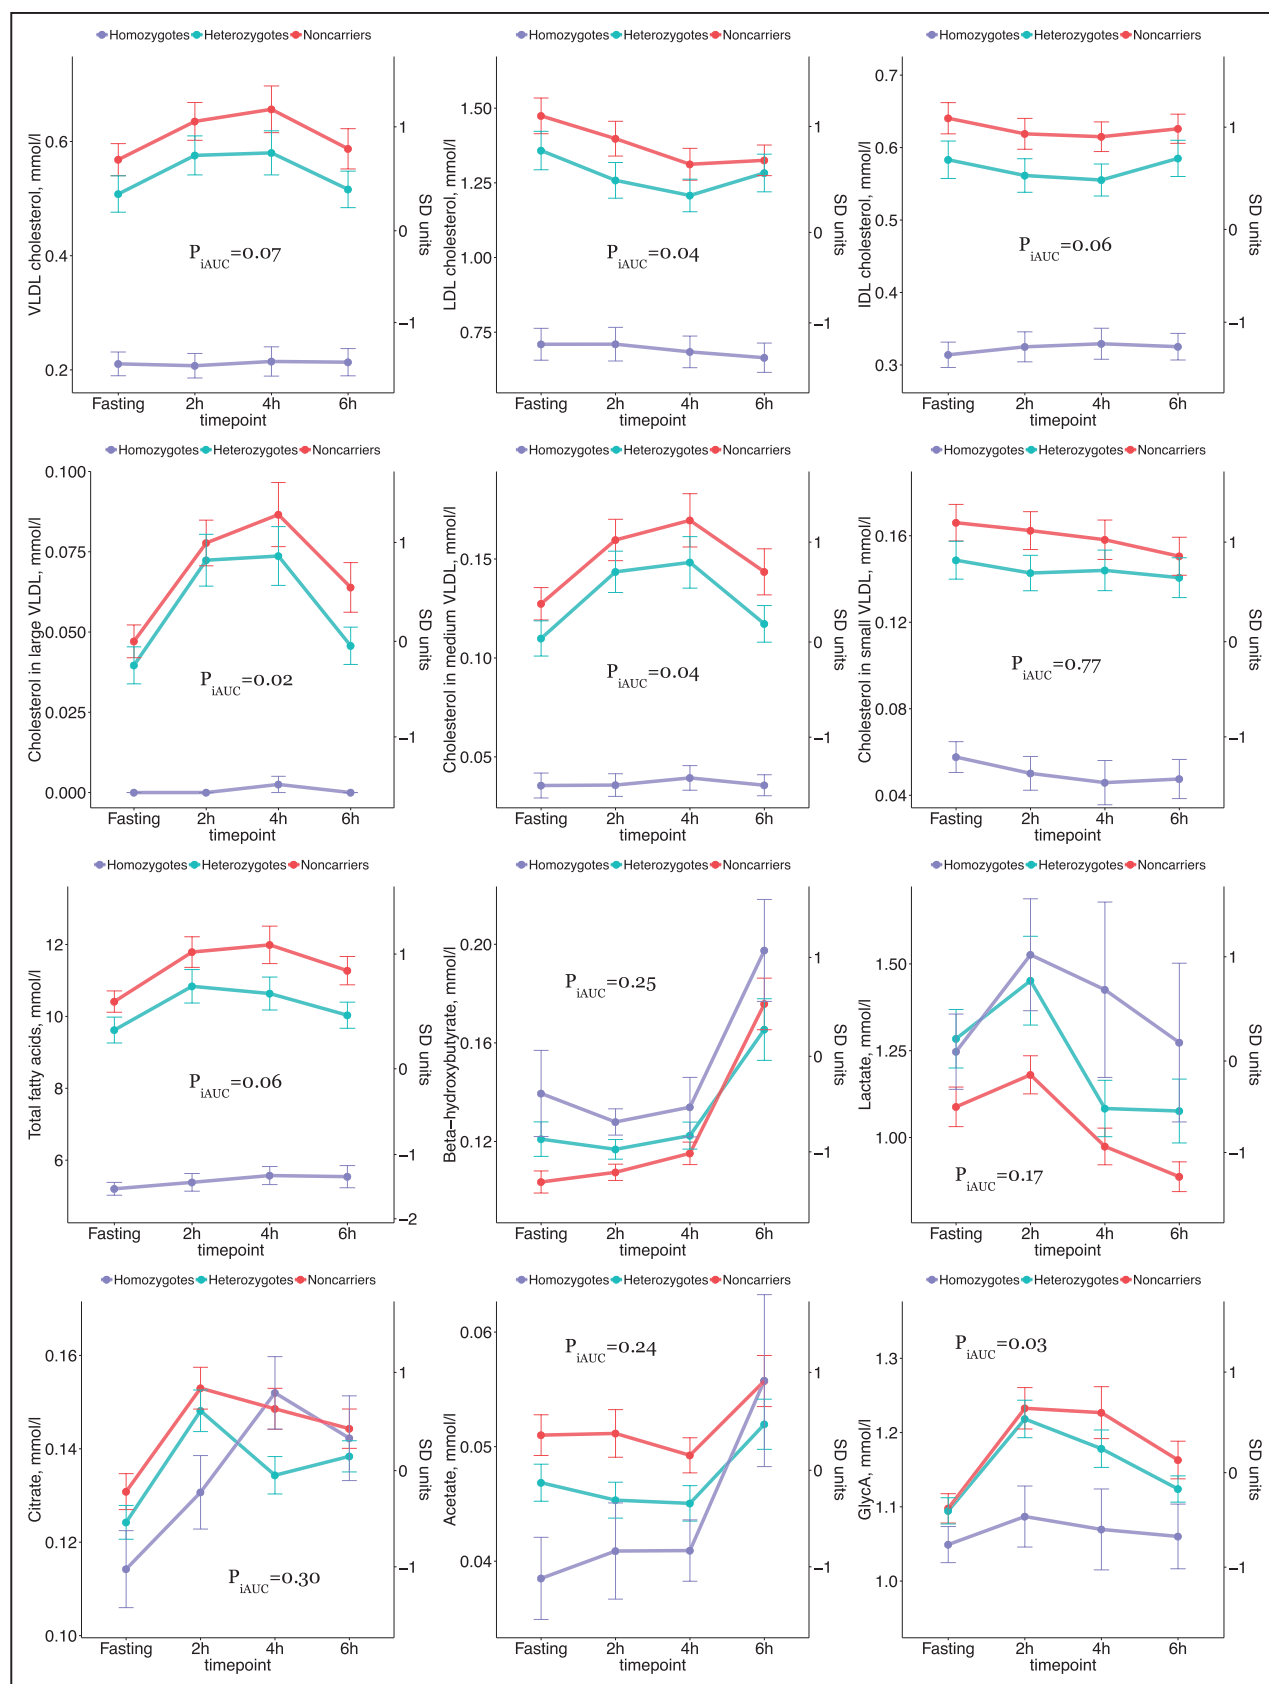 Homozygotes Heterozygotes Noncarriers
VLDL cholesterol, mmol/l
0.6
0.4
0.2
1
0
−1
SD units
P iAUC=0.07
Fasting 2h 4h 6h
timepoint
Homozygotes Heterozygotes Noncarriers
LDL cholesterol, mmol/l
1.50
1.25
1.00
0.75
1
0
−1
SD units
P iAUC=0.04
Fasting 2h 4h 6h
timepoint
Homozygotes Heterozygotes Noncarriers
IDL cholesterol, mmol/l
0.7
0.6
0.5
0.4
0.3
1
0
−1
SD units
P iAUC=0.06
Fasting 2h 4h 6h
timepoint
Homozygotes Heterozygotes Noncarriers
Cholesterol in large VLDL, mmol/l
0.100
0.075
0.050
0.025
0.000
1
0
−1
SD units
P iAUC=0.02
Fasting 2h 4h 6h
timepoint
Homozygotes Heterozygotes Noncarriers
Cholesterol in medium VLDL, mmol/l
0.15
0.10
0.05
1
0
−1
SD units
P iAUC=0.04
Fasting 2h 4h 6h
timepoint
Homozygotes Heterozygotes Noncarriers
Cholesterol in small VLDL, mmol/l
0.16
0.12
0.08
0.04
1
0
−1
SD units
P iAUC=0.77
Fasting 2h 4h 6h
timepoint
Homozygotes Heterozygotes Noncarriers
Total fatty acids, mmol/l
12
10
8
6
1
0
−1
−2
SD units
P iAUC=0.06
Fasting 2h 4h 6h
timepoint
Homozygotes Heterozygotes Noncarriers
Beta−hydroxybutyrate, mmol/l
0.20
0.16
0.12
1
0
−1
SD units
P iAUC=0.25
Fasting 2h 4h 6h
timepoint
Homozygotes Heterozygotes Noncarriers
Lactate, mmol/l
1.50
1.25
1.00
1
0
−1
SD units
P iAUC=0.17
Fasting 2h 4h 6h
timepoint
Homozygotes Heterozygotes Noncarriers
Citrate, mmol/l
0.16
0.14
0.12
0.10
1
0
−1
SD units
P iAUC=0.30
Fasting 2h 4h 6h
timepoint
Homozygotes Heterozygotes Noncarriers
Acetate, mmol/l
0.06
0.05
0.04
1
0
−1
SD units
P iAUC=0.24
Fasting 2h 4h 6h
timepoint
Homozygotes Heterozygotes Noncarriers
GlycA, mmol/l
1.3
1.2
1.1
1.0
1
0
−1
SD units
P iAUC=0.03
Fasting 2h 4h 6h
timepoint